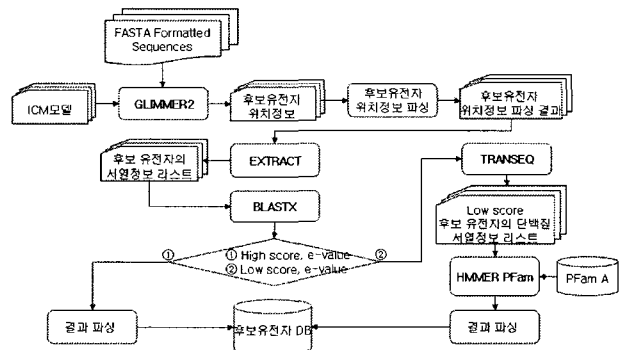 FASTA Formatted
Sequences
ICM모델
GLIMMER2
후보유전자
위치정보
후보유전자
위치정보 파싱
후보유전자
위치정보 파싱 결과
후보 유전자의
서열정보 리스트
EXTRACT
TRANSEQ
BLASTX
Low score
후보 유전자의 단백질
서열정보 리스트
①
① High score, e-value
② Low score, e-value
②
HMMER PFam
PFam A
결과 파싱
후보유전자 DB
결과 파싱